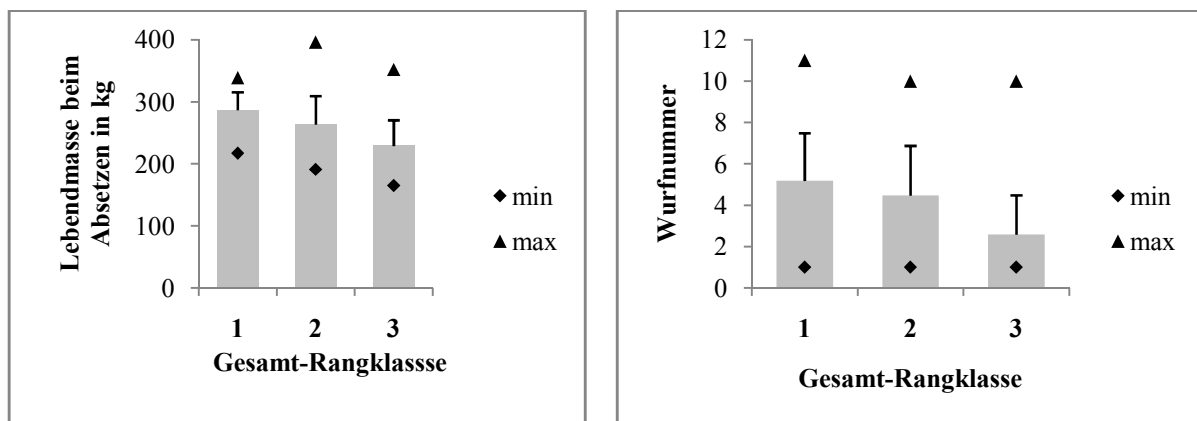 Lebendmasse beim
Absetzen in kg
400
300
200
100
0
1 2 3
Gesamt-Rangklassse
min
max
Wurfnummer
12
10
8
6
4
2
0
1 2 3
Gesamt-Rangklasse
min
max